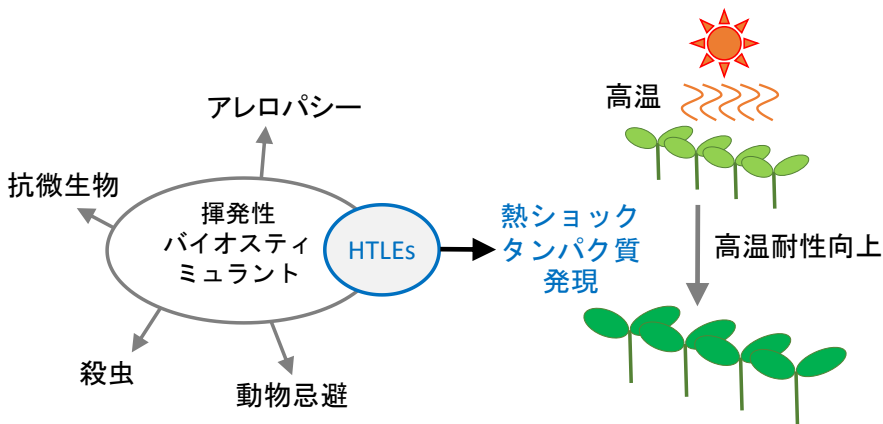 アレロパシー
抗微生物
揮発性
バイオスティ
ミュラント
HTLEs
殺虫
動物忌避
熱ショック
タンパク質
発現
高温
高温耐性向上